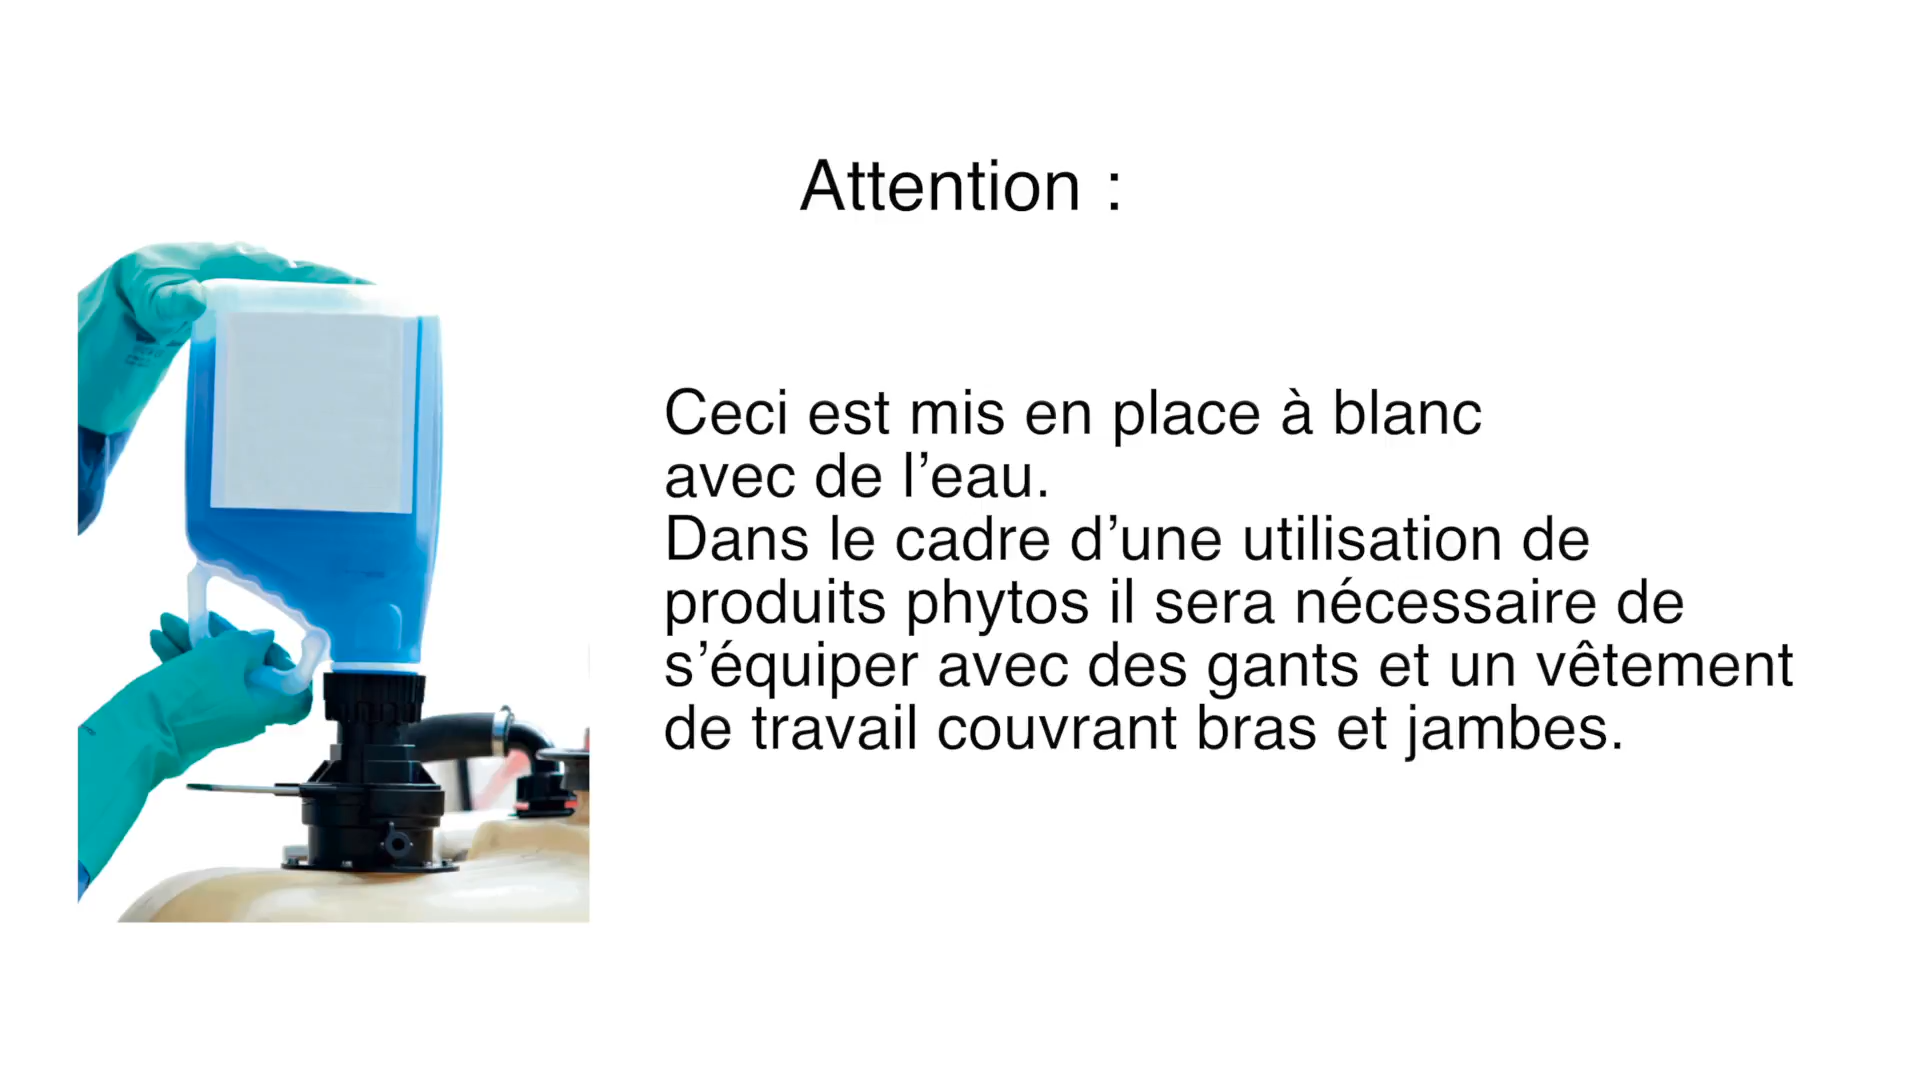 Attention :
Ceci est mis en place à blanc
avec de l’eau.
Dans le cadre d’une utilisation de
produits phytos il sera nécessaire de
s’équiper avec des gants et un vêtement
de travail couvrant bras et jambes.